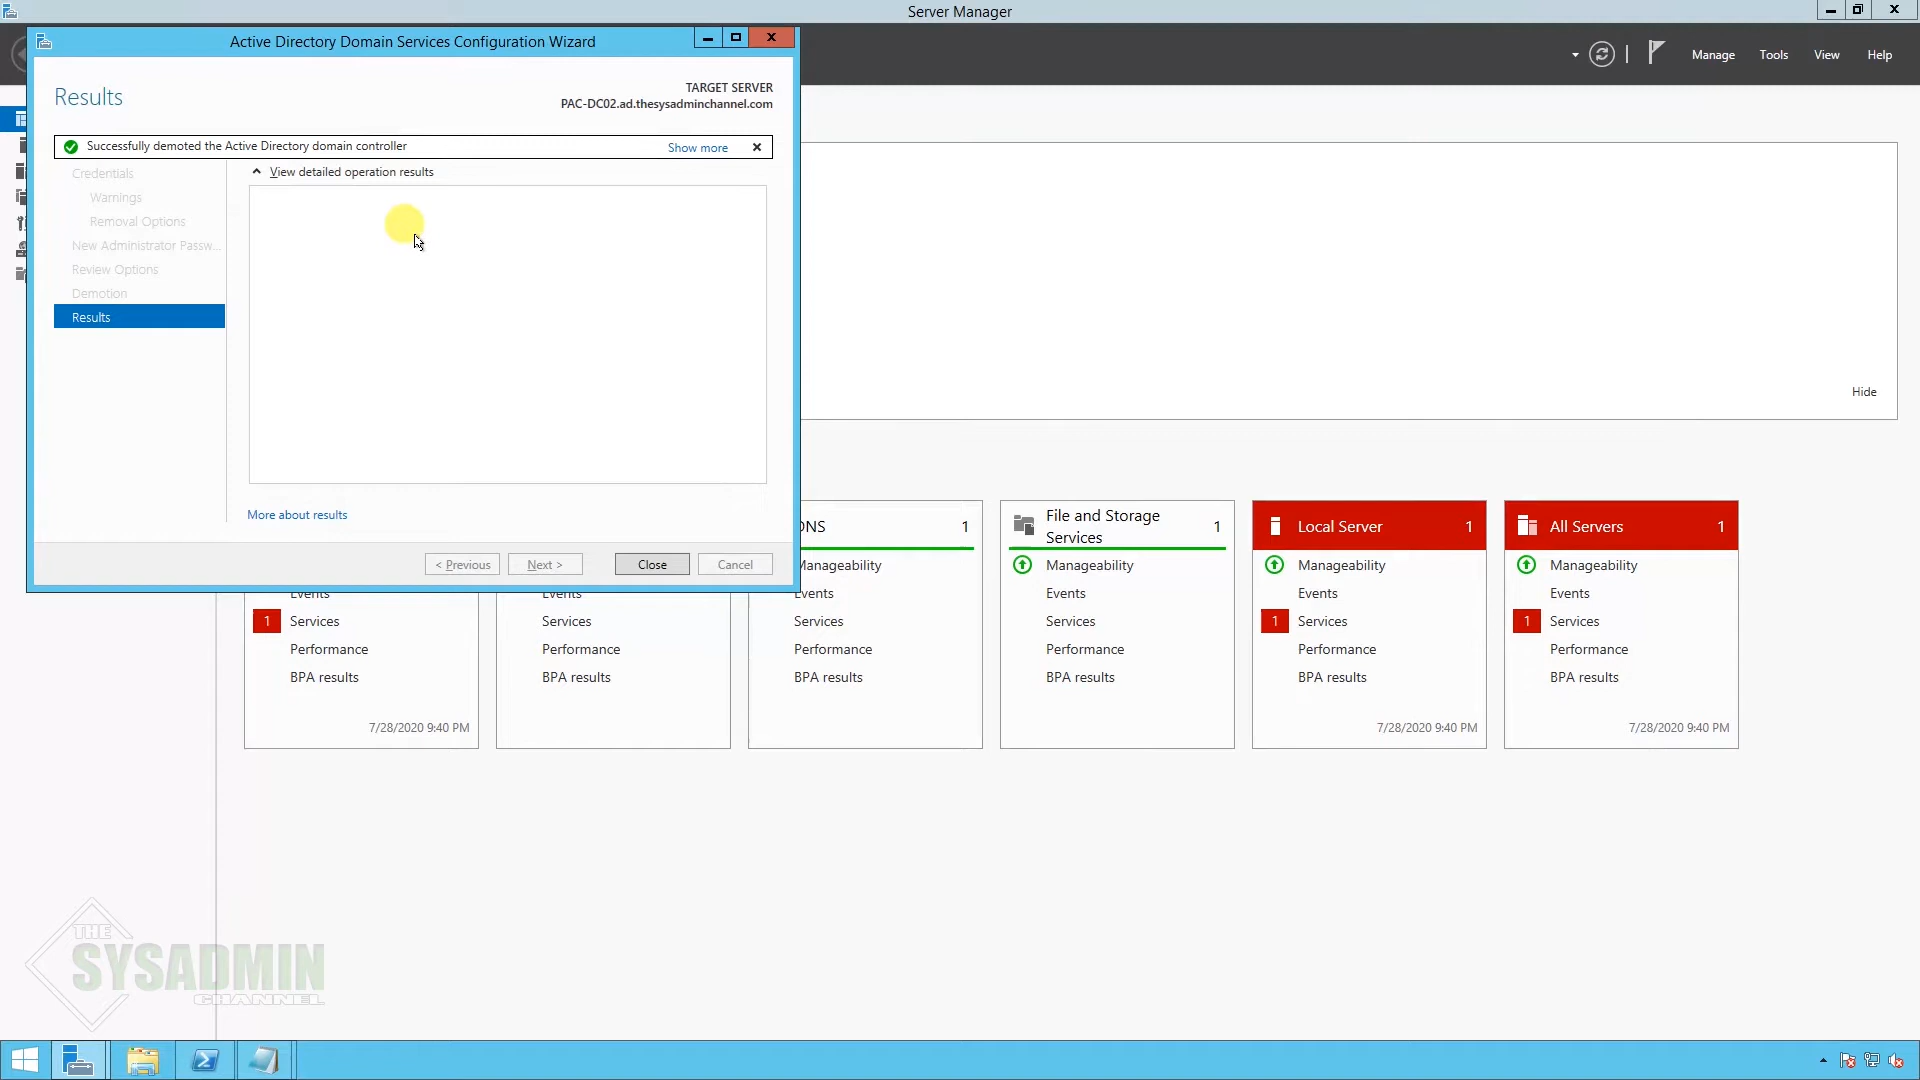 Server Manager
Active Directory Domain Services Configuration Wizard
Manage
Tools
View
Help
Results
TARGET SERVER
PAC-DC02.ad.thesysadminchannel.com
Successfully demoted the Active Directory domain controller
Show more
Credentials
Warnings
Removal Options
New Administrator Passw...
Review Options
Demotion
Results
View detailed operation results
More about results
< Previous
Next >
Close
Cancel
Hide
Events
1
Services
Performance
BPA results
7/28/2020 9:40 PM
Events
Services
Performance
BPA results
DNS
1
Manageability
Events
Services
Performance
BPA results
File and Storage
Services
1
Manageability
Events
Services
Performance
BPA results
Local Server
1
Manageability
Events
1
Services
Performance
BPA results
7/28/2020 9:40 PM
All Servers
1
Manageability
Events
1
Services
Performance
BPA results
7/28/2020 9:40 PM
THE
SYSADMIN
CHANNEL